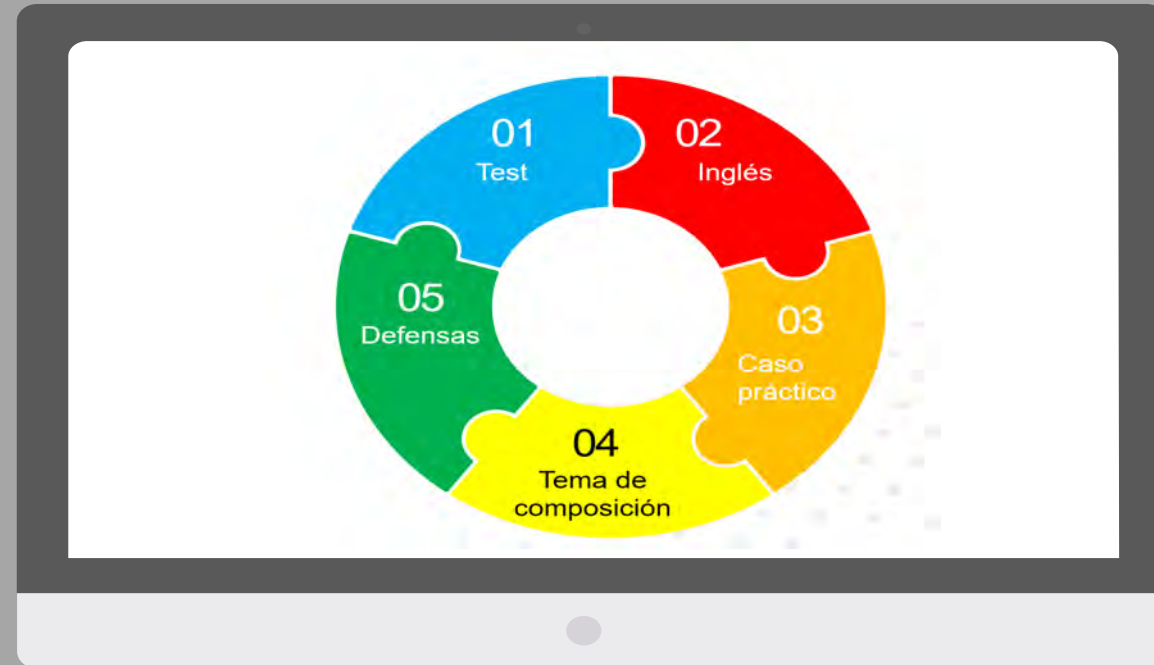 01
Test
02
Inglés
03
Caso
práctico
04
Tema de
composición
05
Defensas